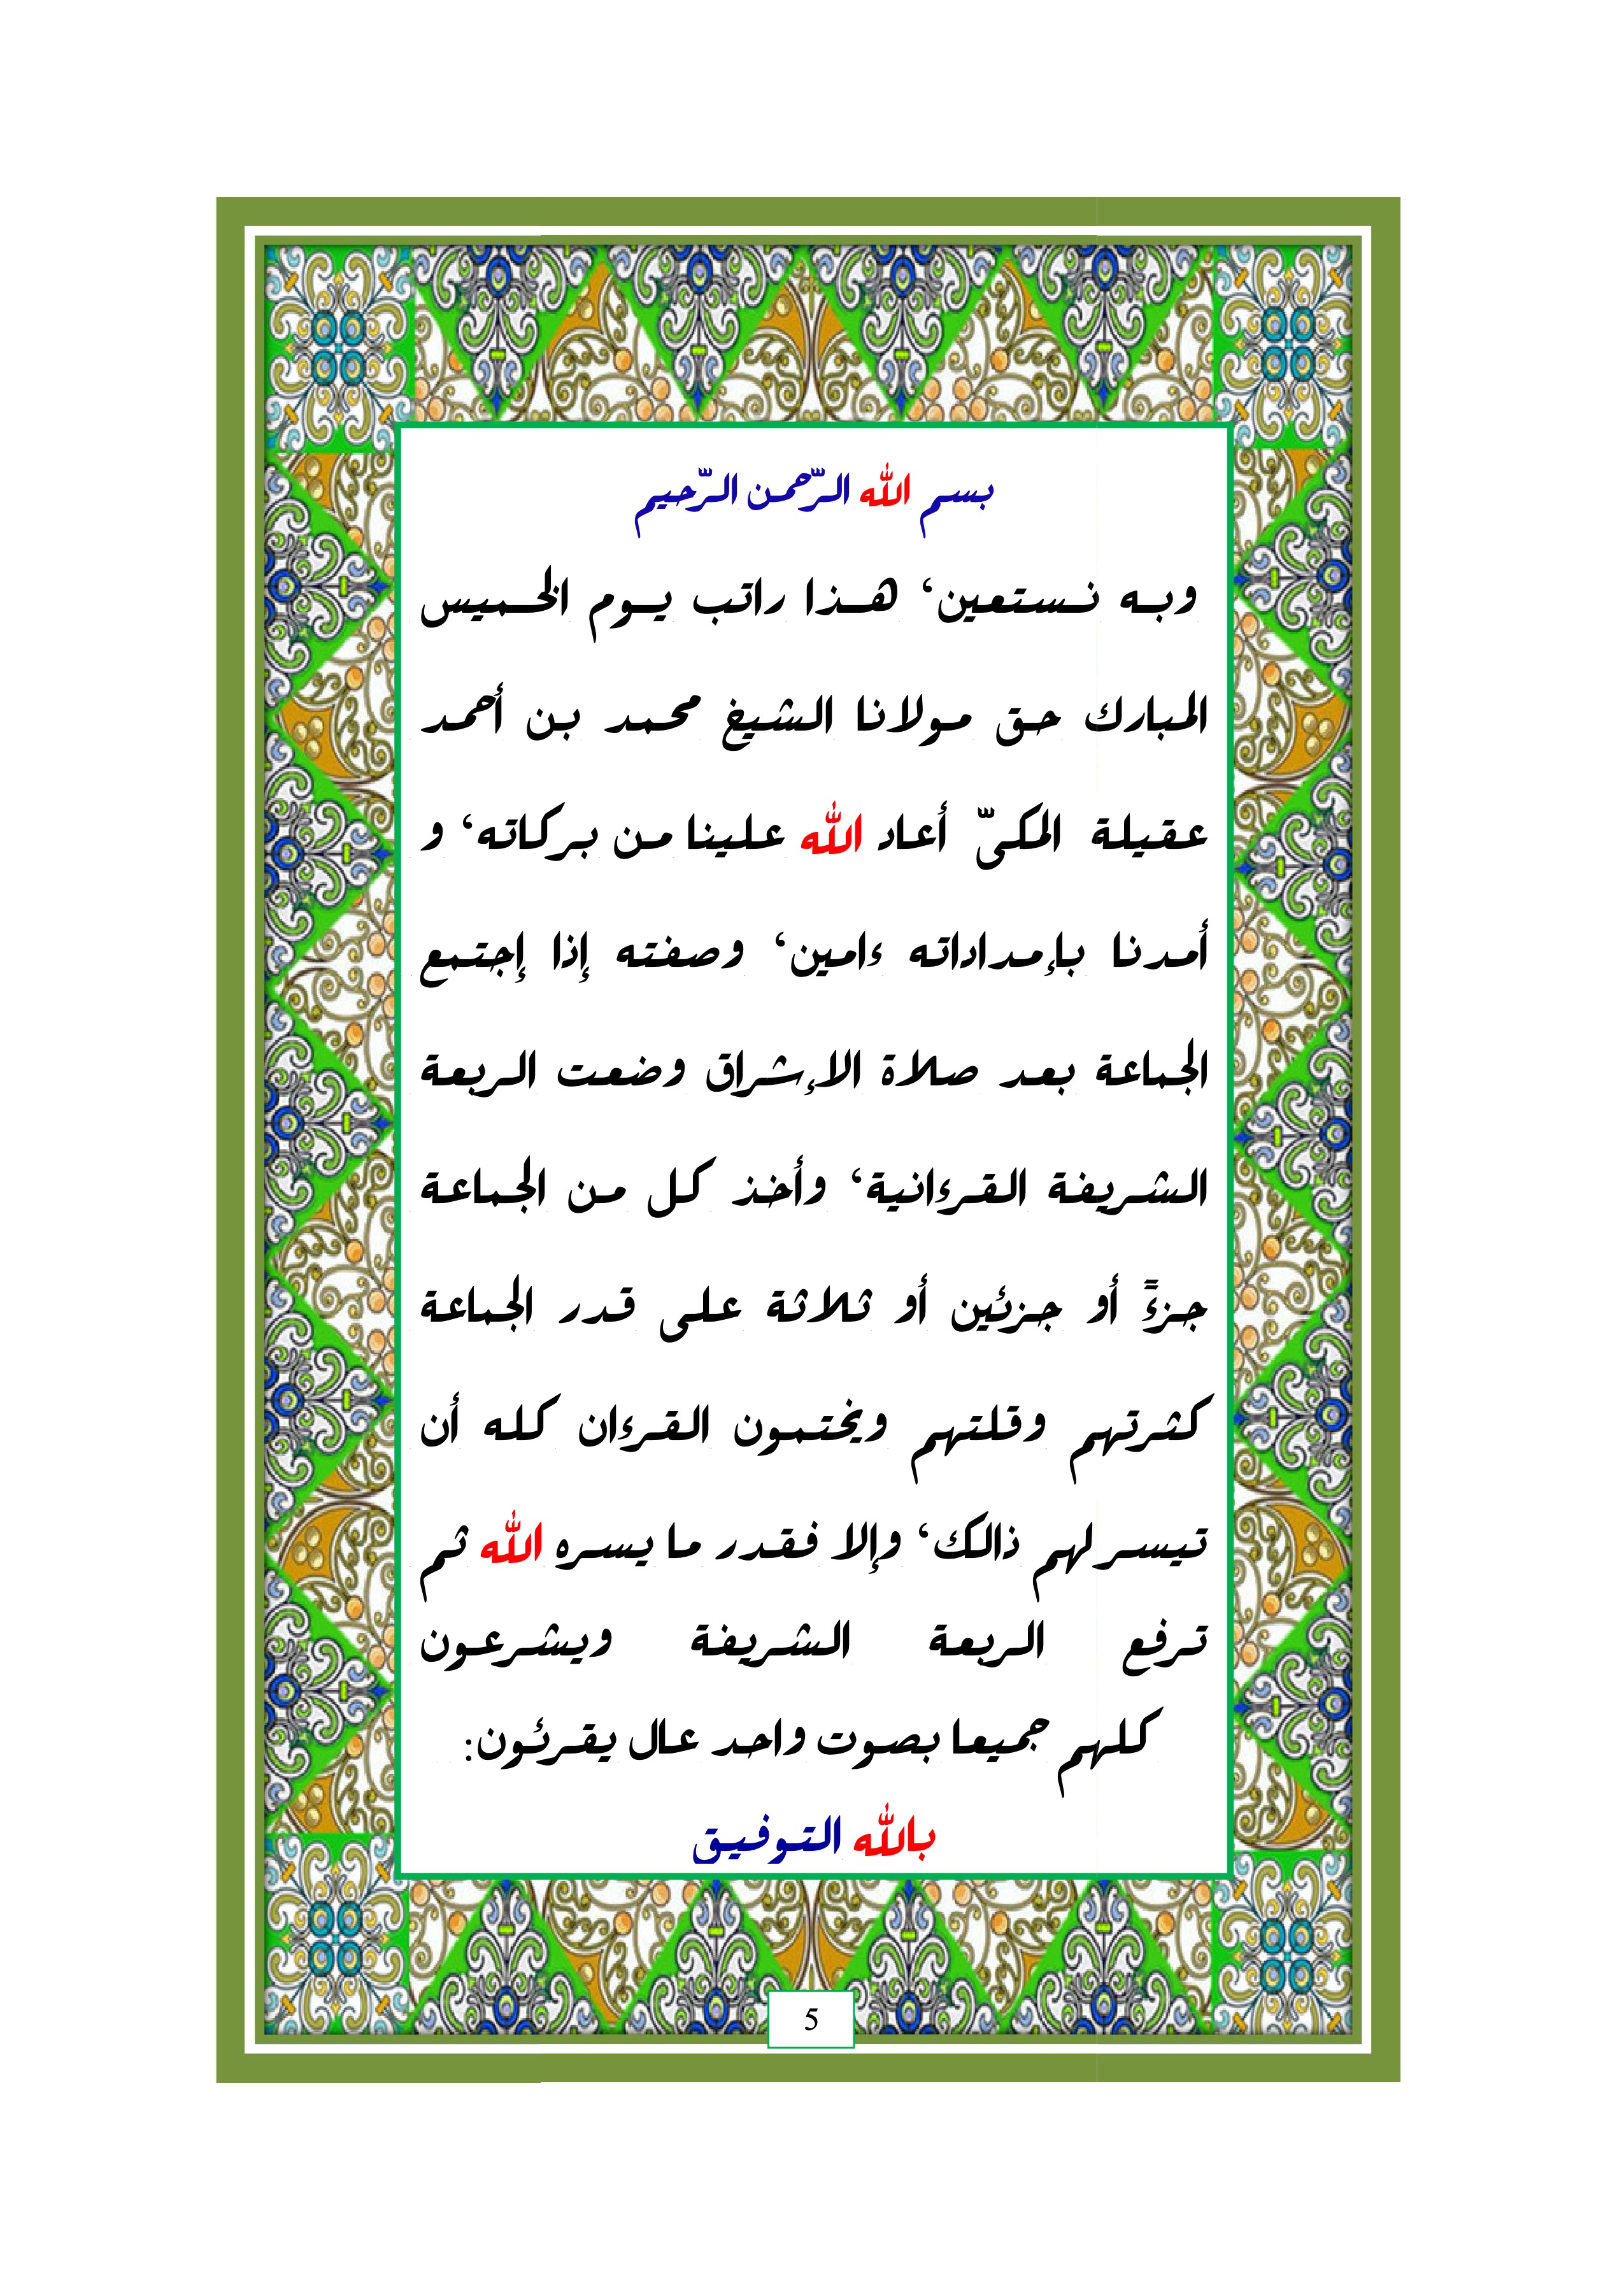 بسم الله الرّحمن الرّحيم
وبه نستعين، هذا راتب يوم الخميس
المبارك حق مولانا الشيخ محمد بن أحمد
عقيلة المكىّ أعاد الله علينا من بركاته، و
أمدنا بإمداداته ءامين، وصفته إذا إجتمع
الجماعة بعد صلاة الإشراق وضعت الربعة
الشريفة القرءانية، وأخذ كل من الجماعة
جزءً أو جزئين أو ثلاثة على قدر الجماعة
كثرتهم وقلتهم ويختمون القرءان كله أن
تيسرلهم ذالك، وإلا فقدر ما يسره الله ثم
ترفع الربعة الشريفة ويشرعون
كلهم جميعا بصوت واحد عال يقرئون:
بالله التوفيق
5